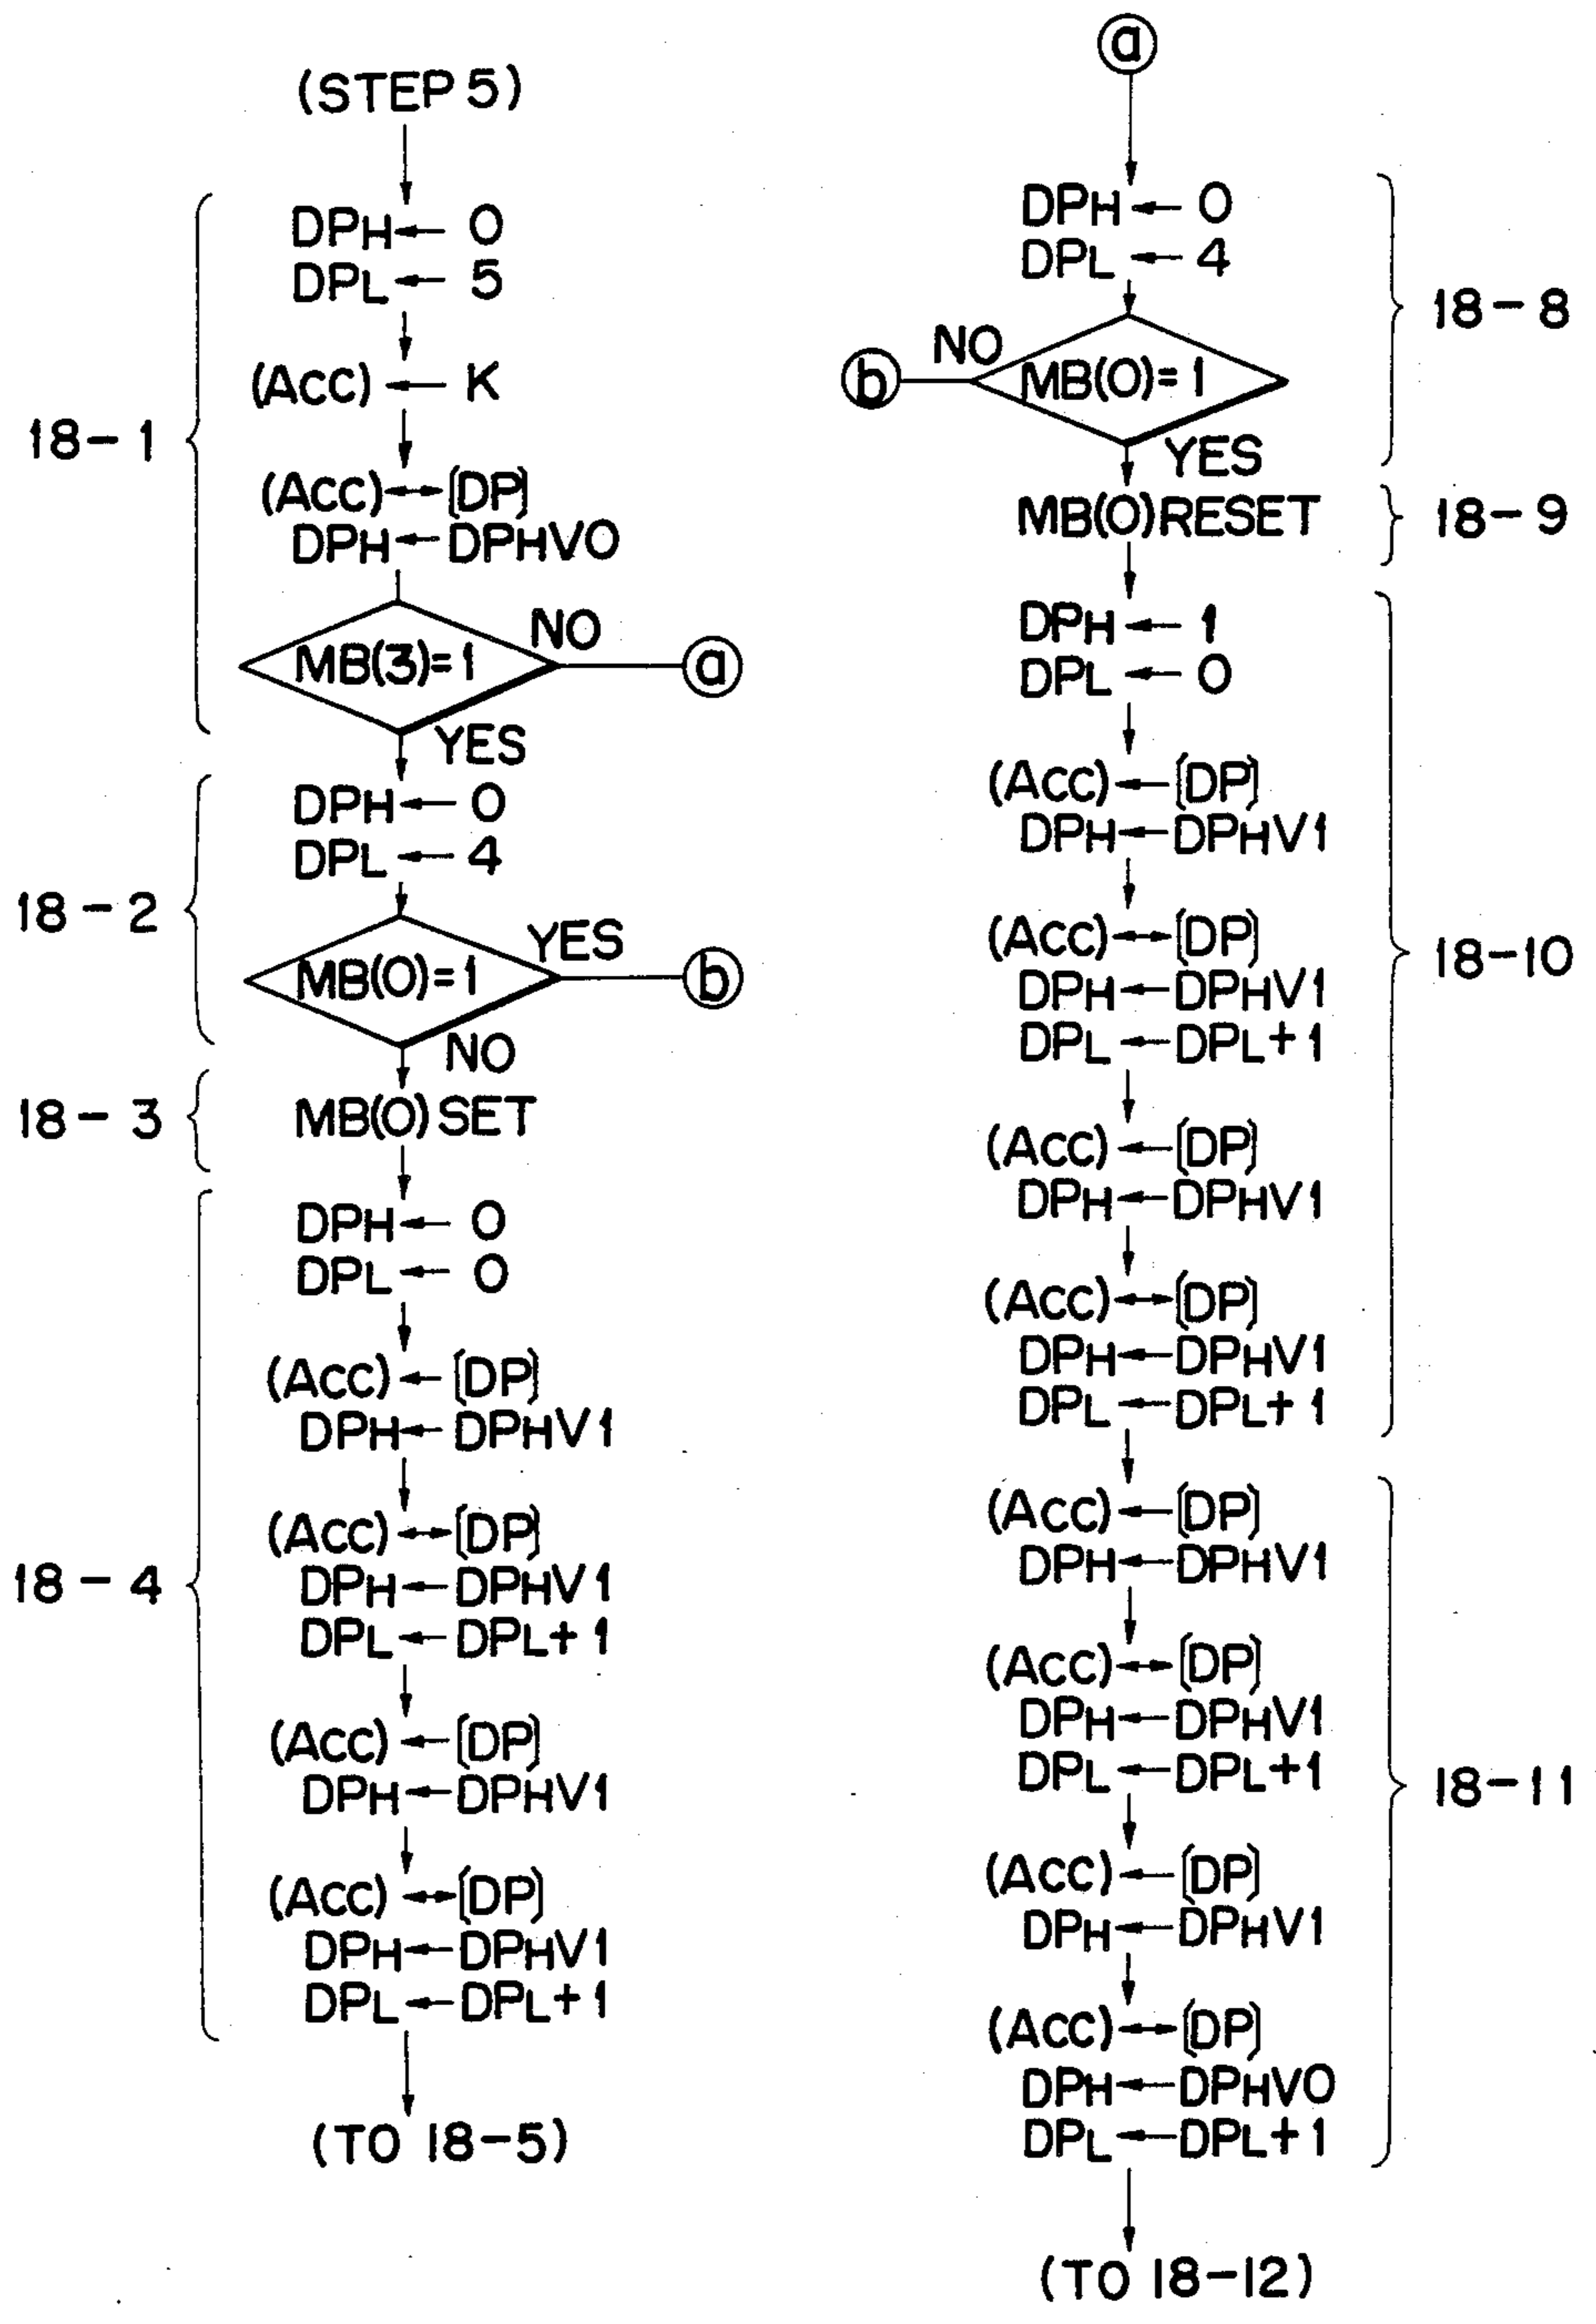 (STEP 5)
DPH ← 0
DPL ← 5
(ACC) ← K
(ACC) ↔ [DP]
DPH ← DPHV0
18-1
MB(3)=1
NO
ⓐ
YES
DPH ← 0
DPL ← 4
18-2
MB(0)=1
YES
ⓑ
NO
18-3
MB(0) SET
DPH ← 0
DPL ← 0
(ACC) ← [DP]
DPH ← DPHV1
(ACC) ↔ [DP]
DPH ← DPHV1
DPL ← DPL+1
18-4
(ACC) ← [DP]
DPH ← DPHV1
(ACC) ↔ [DP]
DPH ← DPHV1
DPL ← DPL+1
(TO 18-5)
ⓐ
DPH ← 0
DPL ← 4
18-8
ⓑ
NO
MB(0)=1
YES
MB(0) RESET
18-9
DPH ← 1
DPL ← 0
(ACC) ← [DP]
DPH ← DPHV1
(ACC) ↔ [DP]
DPH ← DPHV1
DPL ← DPL+1
18-10
(ACC) ← [DP]
DPH ← DPHV1
(ACC) ↔ [DP]
DPH ← DPHV1
DPL ← DPL+1
(ACC) ← [DP]
DPH ← DPHV1
(ACC) ↔ [DP]
DPH ← DPHV1
DPL ← DPL+1
18-11
(ACC) ← [DP]
DPH ← DPHV1
(ACC) ↔ [DP]
DPH ← DPHV0
DPL ← DPL+1
(TO 18-12)